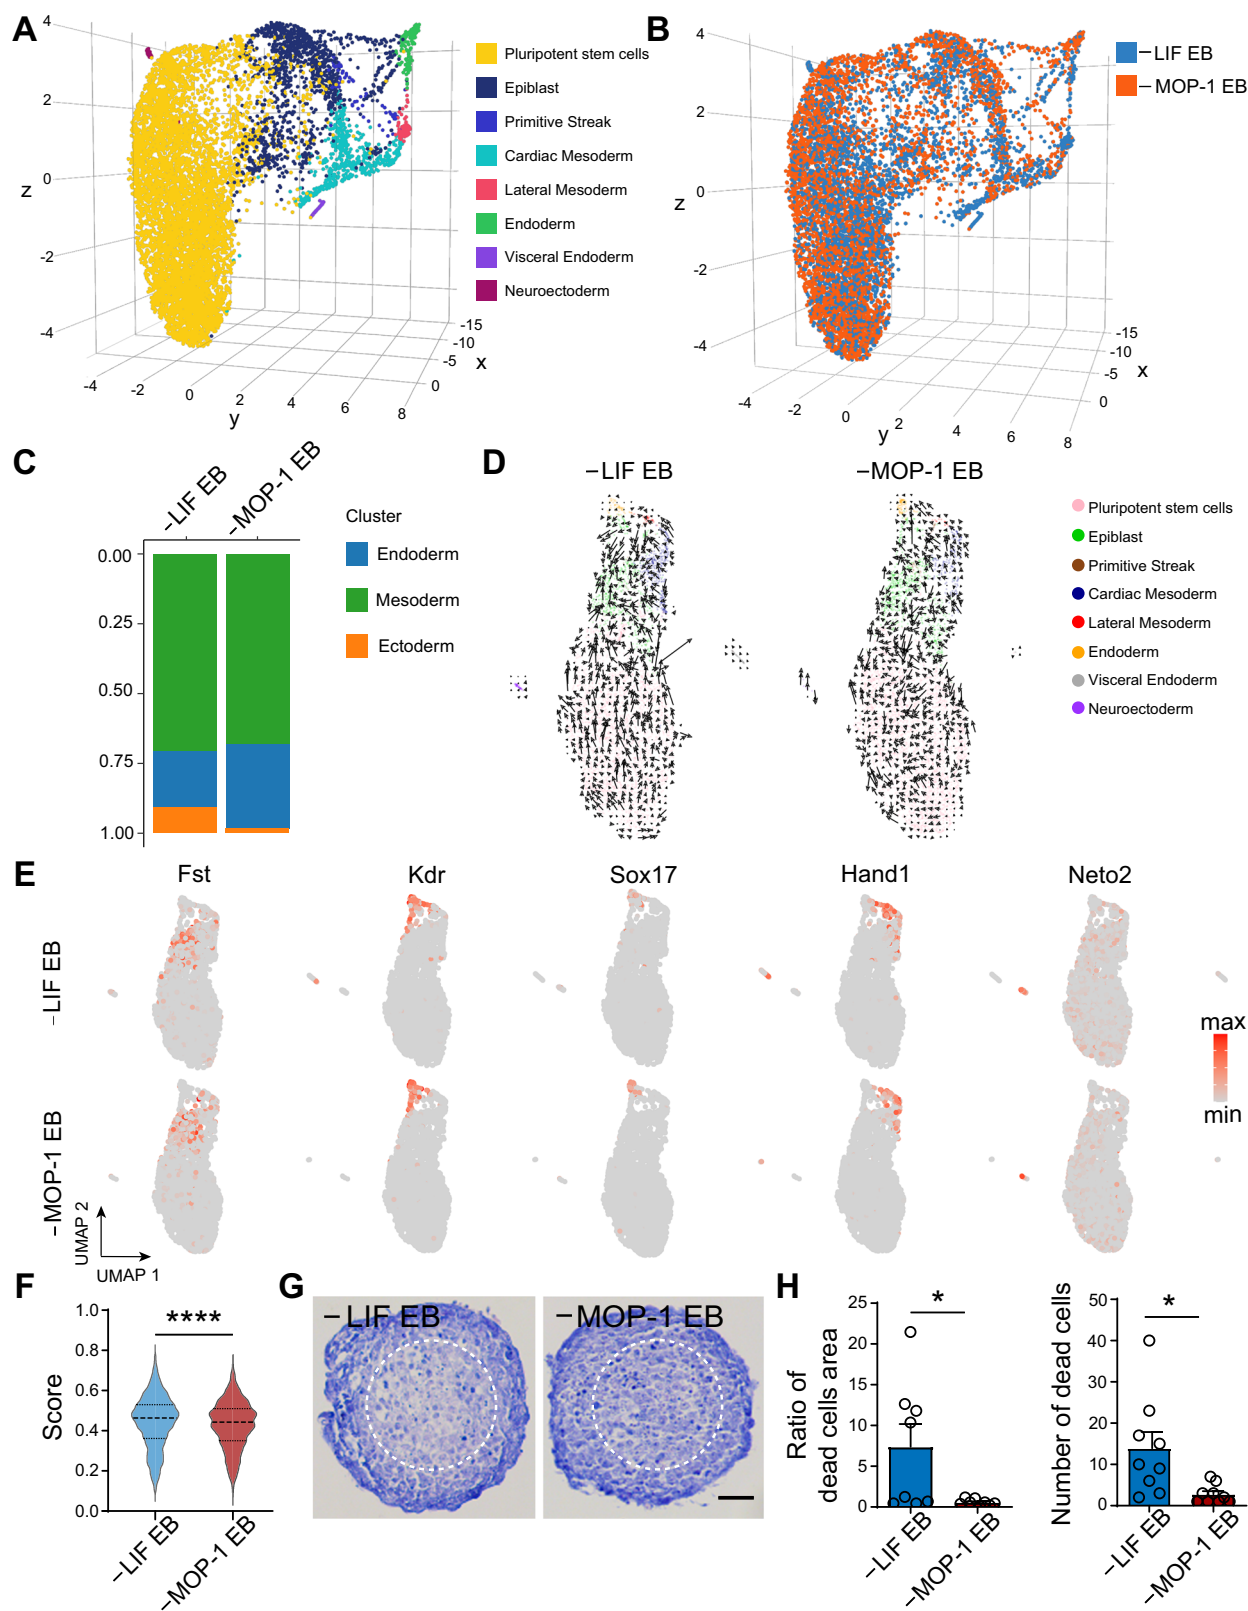 A
4
2
0
-2
-4
z
-4
-2
0
2
4
6
8
y
-15
-10
-5
0
x
Pluripotent stem cells
Epiblast
Primitive Streak
Cardiac Mesoderm
Lateral Mesoderm
Endoderm
Visceral Endoderm
Neuroectoderm
B
4
2
0
-2
-4
z
-4
-2
0
2
4
6
8
y
-15
-10
-5
0
x
–LIF EB
–MOP-1 EB
C
–LIF EB
–MOP-1 EB
0.00
0.25
0.50
0.75
1.00
Cluster
Endoderm
Mesoderm
Ectoderm
D
–LIF EB
–MOP-1 EB
Pluripotent stem cells
Epiblast
Primitive Streak
Cardiac Mesoderm
Lateral Mesoderm
Endoderm
Visceral Endoderm
Neuroectoderm
E
Fst
Kdr
Sox17
Hand1
Neto2
–LIF EB
–MOP-1 EB
UMAP 2
UMAP 1
max
min
F
Score
1.0
0.8
0.6
0.4
0.2
0.0
****
–LIF EB
–MOP-1 EB
G
–LIF EB
–MOP-1 EB
H
Ratio of
dead cells area
25
20
15
10
5
0
*
–LIF EB
–MOP-1 EB
Number of dead cells
50
40
30
20
10
0
*
–LIF EB
–MOP-1 EB